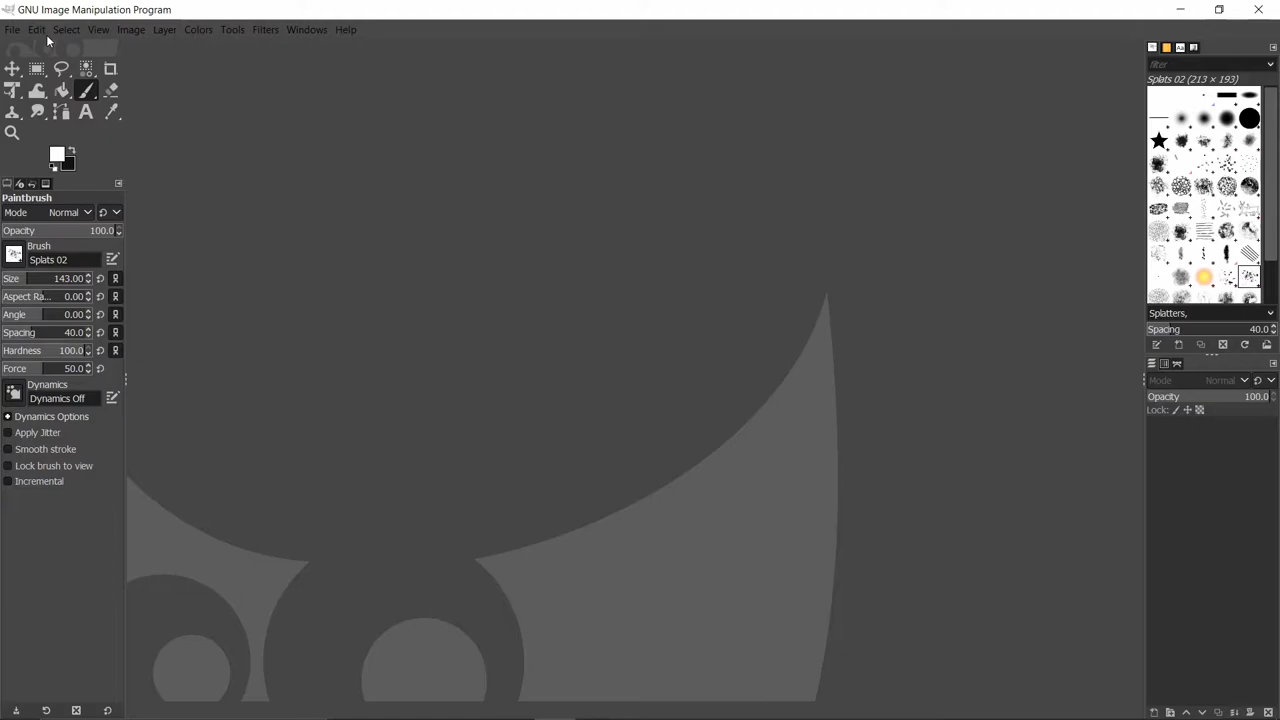 GNU Image Manipulation Program
File Edit Select View Image Layer Colors Tools Filters Windows Help
filter
Splats 02 (213 × 193)
Paintbrush
Mode Normal
Opacity 100.0
Brush
Splats 02
Size 143.00
Aspect Ra... 0.00
Angle 0.00
Spacing 40.0
Hardness 100.0
Force 50.0
Dynamics
Dynamics Off
Dynamics Options
Apply Jitter
Smooth stroke
Lock brush to view
Incremental
Splatters,
Spacing 40.0
Mode Normal
Opacity 100.0
Lock: